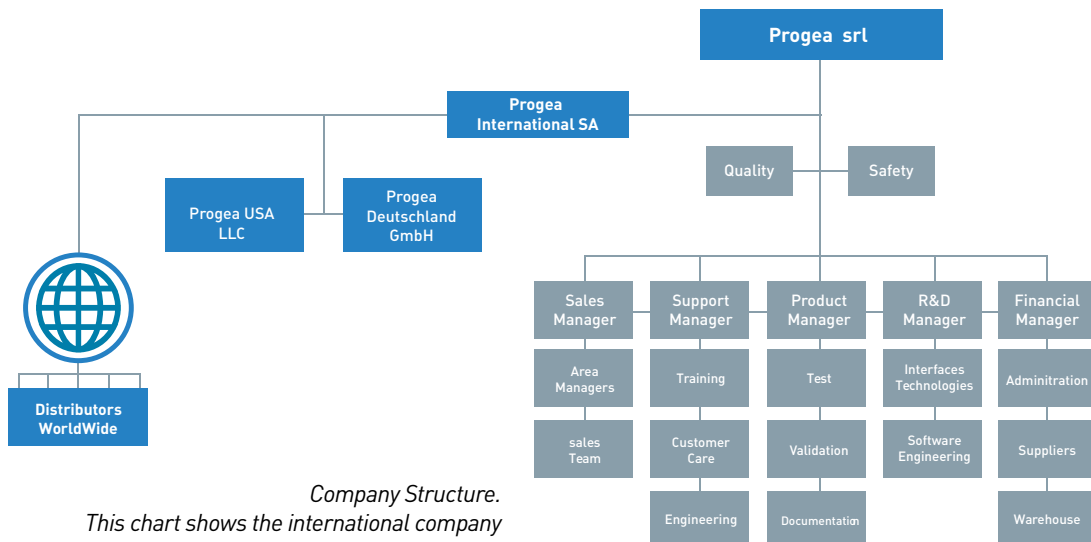 Progea srl
Progea
International SA
Quality
Safety
Progea USA
LLC
Progea
Deutschland
GmbH
Sales
Manager
Support
Manager
Product
Manager
R&D
Manager
Financial
Manager
Area
Managers
Training
Test
Interfaces
Technologies
Adminitration
Distributors
WorldWide
sales
Team
Customer
Care
Validation
Software
Engineering
Suppliers
Engineering
Documentation
Warehouse
Company Structure.
This chart shows the international company